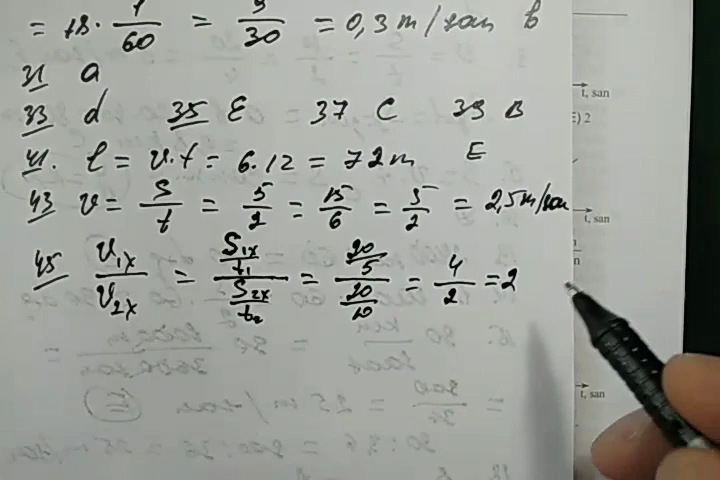 = 18 · 1/60 = 9/30 = 0,3 m/san b
31 a
33 d 35 E 37 C 39 B
41. l = v·t = 6·12 = 72 m E
43 v = S/t = 5/2 = 15/6 = 5/2 = 2,5 m/san
45 v1x/v2x = (S1x/t1)/(S2x/t2) = (20/5)/(20/10) = 4/2 = 2
t, san
E) 2
t, san
n
t, san